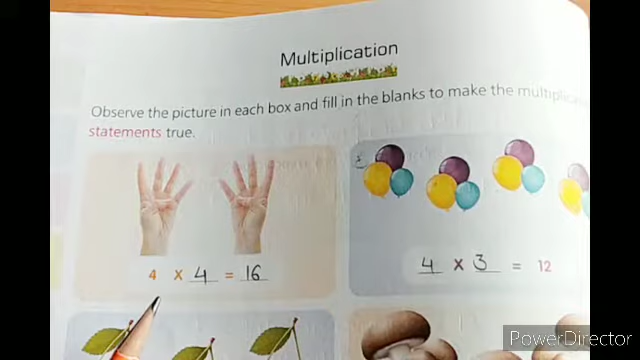 Multiplication
Observe the picture in each box and fill in the blanks to make the
statements true.
4 × 4 = 16
4 × 3 = 12
PowerDirector